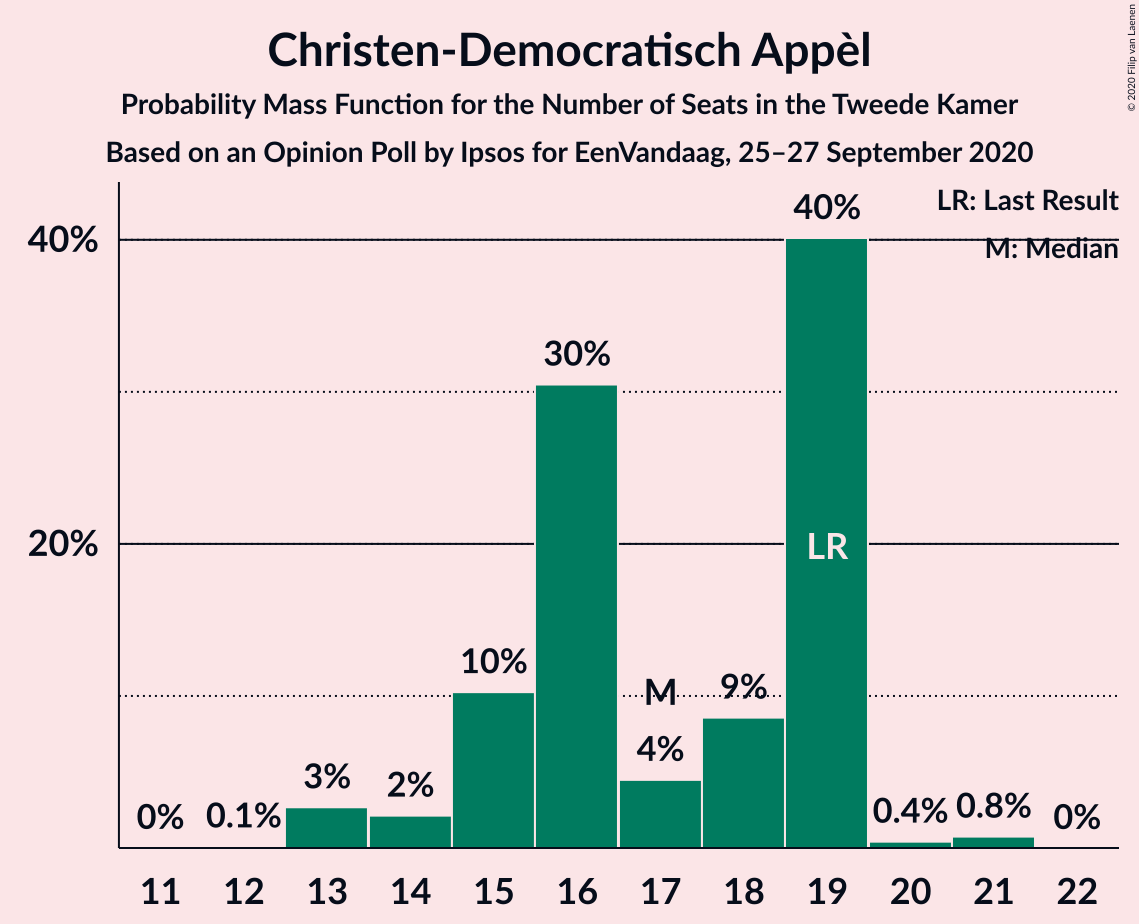 Christen-Democratisch Appèl
Probability Mass Function for the Number of Seats in the Tweede Kamer
Based on an Opinion Poll by Ipsos for EenVandaag, 25–27 September 2020
© 2020 Filip van Laenen
LR: Last Result
M: Median
40%
20%
0%
0.1%
3%
2%
10%
30%
M
4%
9%
40%
LR
0.4%
0.8%
0%
11 12 13 14 15 16 17 18 19 20 21 22